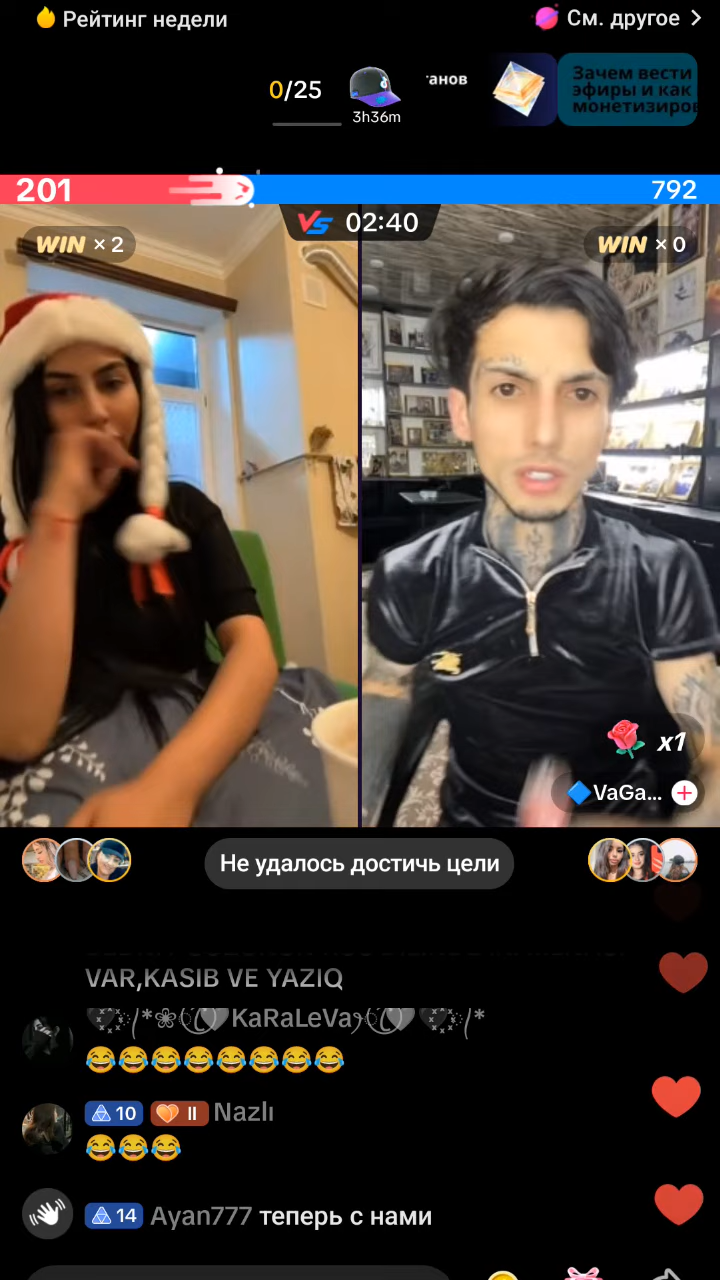 Рейтинг недели
См. другое
0/25
3h36m
Зачем вести
эфиры и как
201
792
VS 02:40
WIN × 2
WIN × 0
x1
VaGa...
Не удалось достичь цели
VAR,KASIB VE YAZIQ
KaRaLeVa
10 II Nazlı
14 Ayan777 теперь с нами